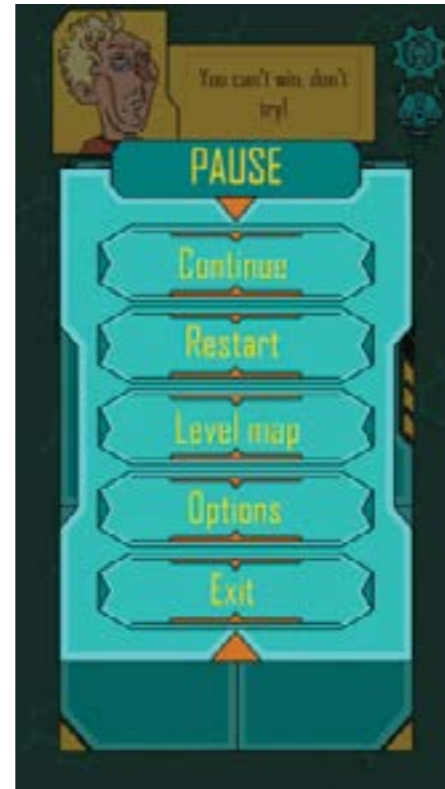 You can't win, don't
try!
PAUSE
Continue
Restart
Level map
Options
Exit